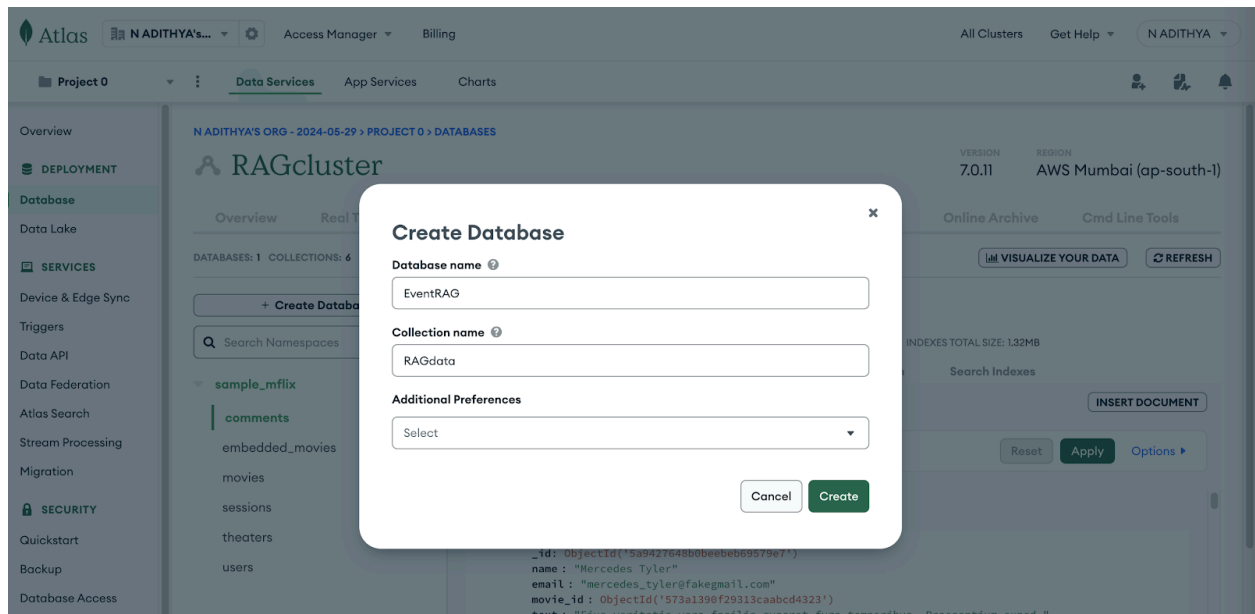 Atlas
N ADITHYA's...
Access Manager
Billing
All Clusters
Get Help
N ADITHYA
Project 0
Data Services
App Services
Charts
Overview
DEPLOYMENT
Database
Data Lake
SERVICES
Device & Edge Sync
Triggers
Data API
Data Federation
Atlas Search
Stream Processing
Migration
SECURITY
Quickstart
Backup
Database Access
N ADITHYA'S ORG - 2024-05-29 > PROJECT 0 > DATABASES
RAGcluster
VERSION
7.0.11
REGION
AWS Mumbai (ap-south-1)
Overview
Real T
Online Archive
Cmd Line Tools
DATABASES: 1 COLLECTIONS: 6
VISUALIZE YOUR DATA
REFRESH
+ Create Databa
Search Namespaces
sample_mflix
comments
embedded_movies
movies
sessions
theaters
users
Create Database
Database name
EventRAG
Collection name
RAGdata
Additional Preferences
Select
Cancel
Create
INDEXES TOTAL SIZE: 1.32MB
Search Indexes
INSERT DOCUMENT
Reset
Apply
Options
_id: ObjectId('5a9427648b0beebeb69579e7')
name : "Mercedes Tyler"
email : "mercedes_tyler@fakegmail.com"
movie_id : ObjectId('573a1390f29313caabcd4323')